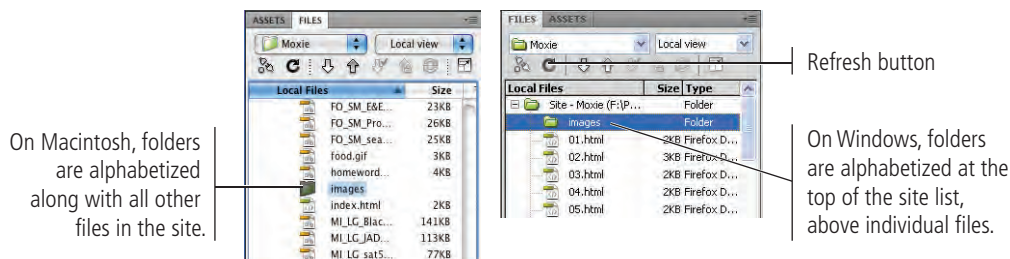 On Macintosh, folders
are alphabetized
along with all other
files in the site.
ASSETS FILES
Moxie Local view
Local Files Size
FO_SM_E&E... 23KB
FO_SM_Pro... 26KB
FO_SM_sea... 25KB
food.gif 3KB
homeword... 4KB
images
index.html 2KB
MI_LG_Blac... 141KB
MI_LG_JAD... 113KB
MI_LG_sat5... 77KB
FILES ASSETS
Moxie Local view
Local Files Size Type
Site - Moxie (F:\P... Folder
images Folder
01.html 2KB Firefox D...
02.html 3KB Firefox D...
03.html 2KB Firefox D...
04.html 2KB Firefox D...
05.html 2KB Firefox D...
Refresh button
On Windows, folders
are alphabetized at the
top of the site list,
above individual files.